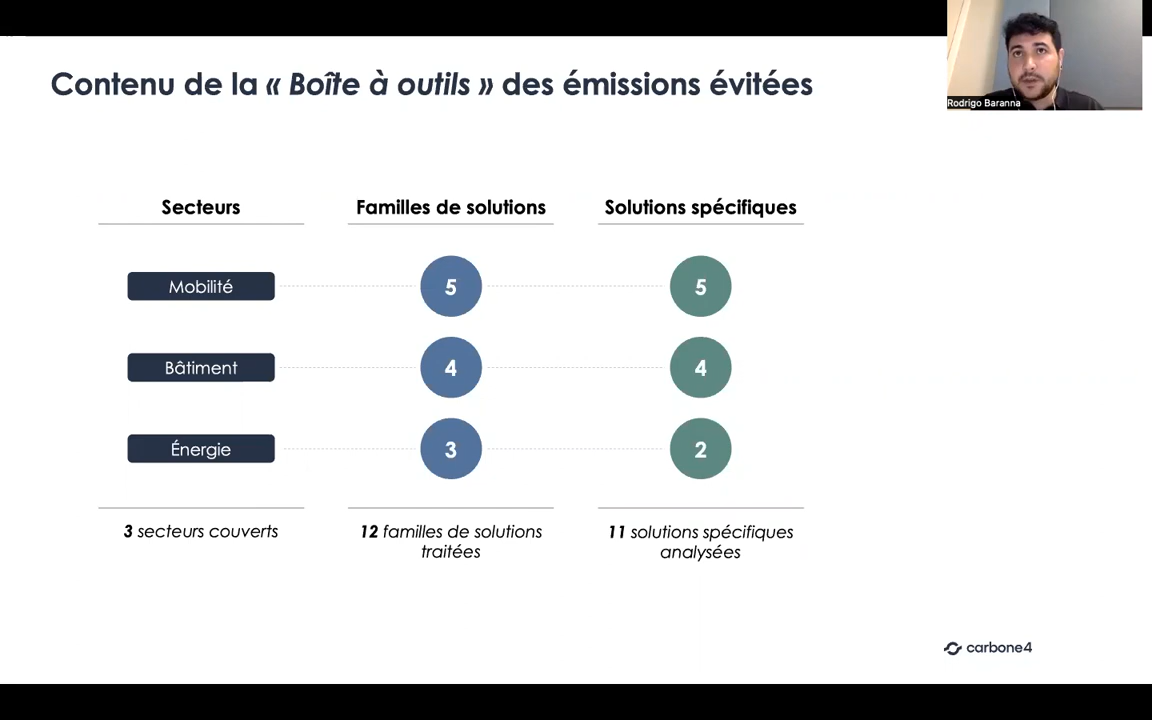 Rodrigo Baranna
Contenu de la « Boîte à outils » des émissions évitées
Secteurs
Familles de solutions
Solutions spécifiques
Mobilité
5
5
Bâtiment
4
4
Énergie
3
2
3 secteurs couverts
12 familles de solutions
traitées
11 solutions spécifiques
analysées
carbone4